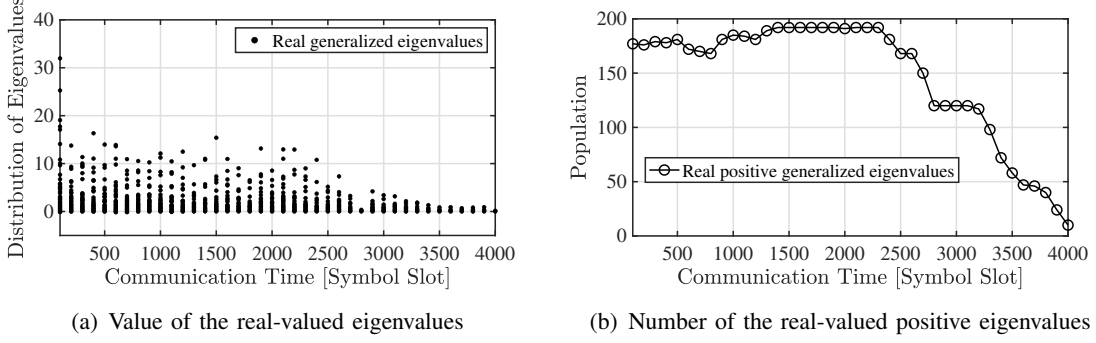 40
30
20
10
0
Distribution of Eigenvalues
Real generalized eigenvalues
500 1000 1500 2000 2500 3000 3500 4000
Communication Time [Symbol Slot]
(a) Value of the real-valued eigenvalues
200
150
100
50
0
Population
Real positive generalized eigenvalues
500 1000 1500 2000 2500 3000 3500 4000
Communication Time [Symbol Slot]
(b) Number of the real-valued positive eigenvalues